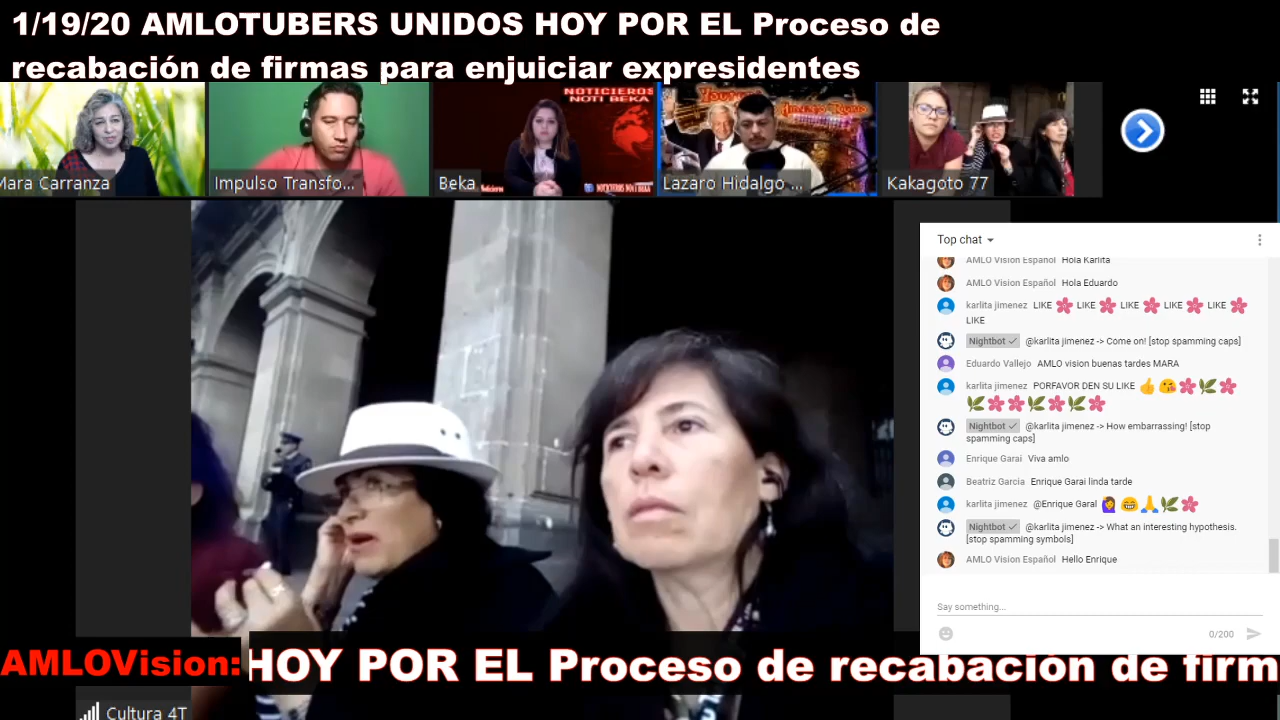 1/19/20 AMLOTUBERS UNIDOS HOY POR EL Proceso de
recabación de firmas para enjuiciar expresidentes
NOTICIEROS
NOTI BEKA
Mara Carranza
Impulso Transfo...
Beka
NOTICIEROS NOTI BEKA
Lazaro Hidalgo ...
Kakagoto 77
Top chat
AMLO Vision Español Hola Karlita
AMLO Vision Español Hola Eduardo
karlita jimenez LIKE 🌸 LIKE 🌸 LIKE 🌸 LIKE 🌸 LIKE 🌸
LIKE
Nightbot ✓ @karlita jimenez -> Come on! [stop spamming caps]
Eduardo Vallejo AMLO vision buenas tardes MARA
karlita jimenez PORFAVOR DEN SU LIKE 👍😘🌸🌿🌸
🌿🌸🌸🌿🌸🌿🌸
Nightbot ✓ @karlita jimenez -> How embarrassing! [stop
spamming caps]
Enrique Garai Viva amlo
Beatriz Garcia Enrique Garai linda tarde
karlita jimenez @Enrique Garai 🙋‍♀️😁🙏🌿🌸
Nightbot ✓ @karlita jimenez -> What an interesting hypothesis.
[stop spamming symbols]
AMLO Vision Español Hello Enrique
Say something...
0/200
AMLOVision: HOY POR EL Proceso de recabación de firm
Cultura 4T